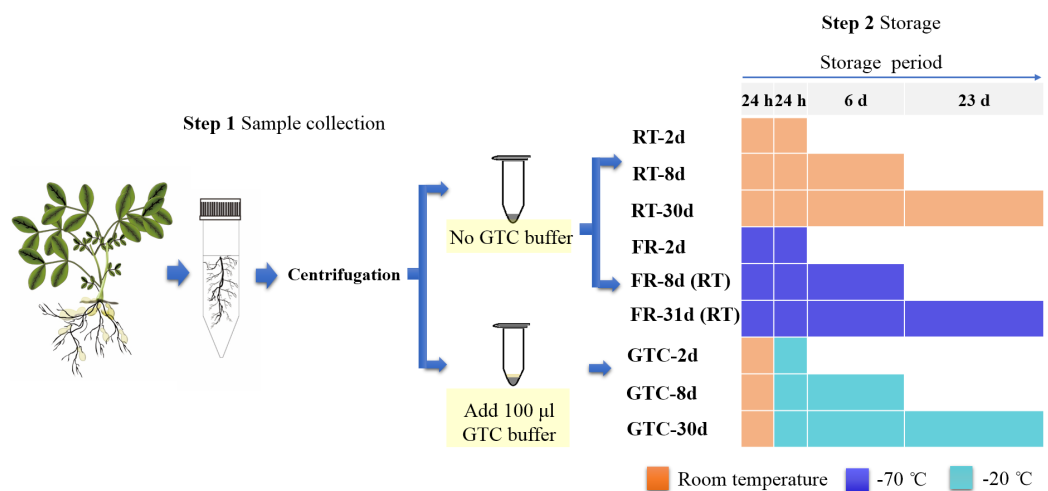 Step 2 Storage
Storage period
24 h 24 h 6 d 23 d
Step 1 Sample collection
RT-2d
RT-8d
RT-30d
No GTC buffer
FR-2d
Centrifugation
FR-8d (RT)
FR-31d (RT)
GTC-2d
GTC-8d
Add 100 µl
GTC buffer
GTC-30d
Room temperature -70 ℃ -20 ℃